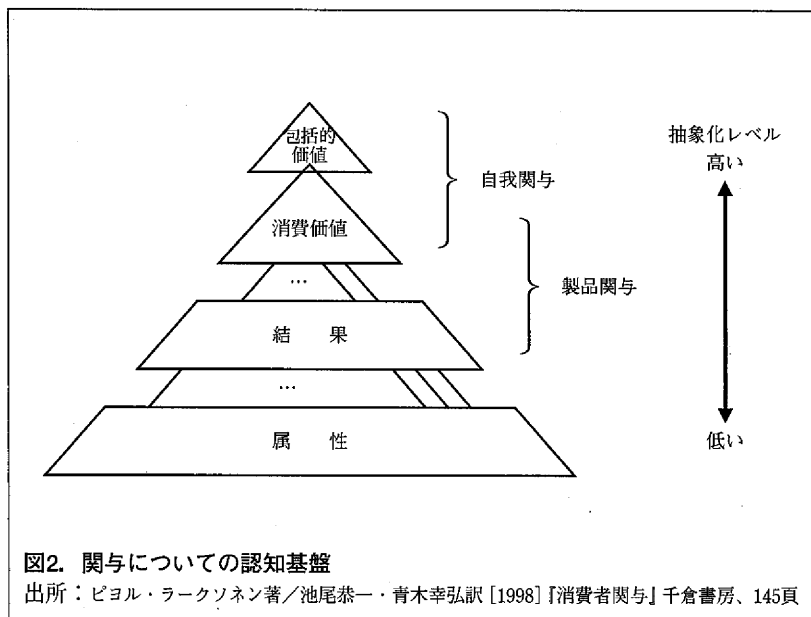 包括的
価値
消費価値
…
結　果
…
属　性
自我関与
製品関与
抽象化レベル
高い
低い
図2. 関与についての認知基盤
出所：ピヨル・ラークソネン著／池尾恭一・青木幸弘訳［1998］『消費者関与』千倉書房、145頁